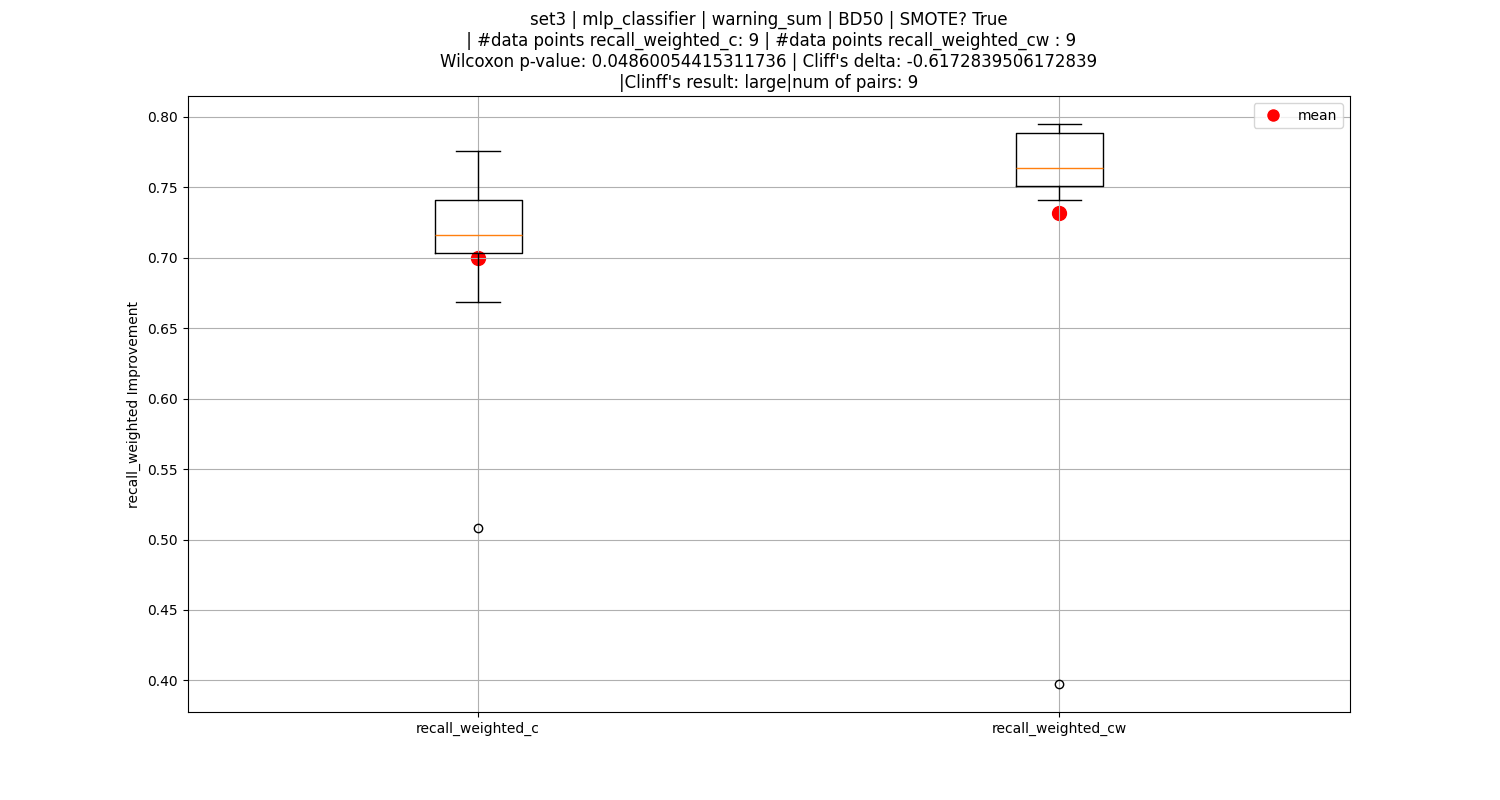 set3 | mlp_classifier | warning_sum | BD50 | SMOTE? True
| #data points recall_weighted_c: 9 | #data points recall_weighted_cw : 9
Wilcoxon p-value: 0.04860054415311736 | Cliff's delta: -0.6172839506172839
|Clinff's result: large|num of pairs: 9
mean
0.80
0.75
0.70
0.65
0.60
0.55
0.50
0.45
0.40
recall_weighted Improvement
recall_weighted_c
recall_weighted_cw